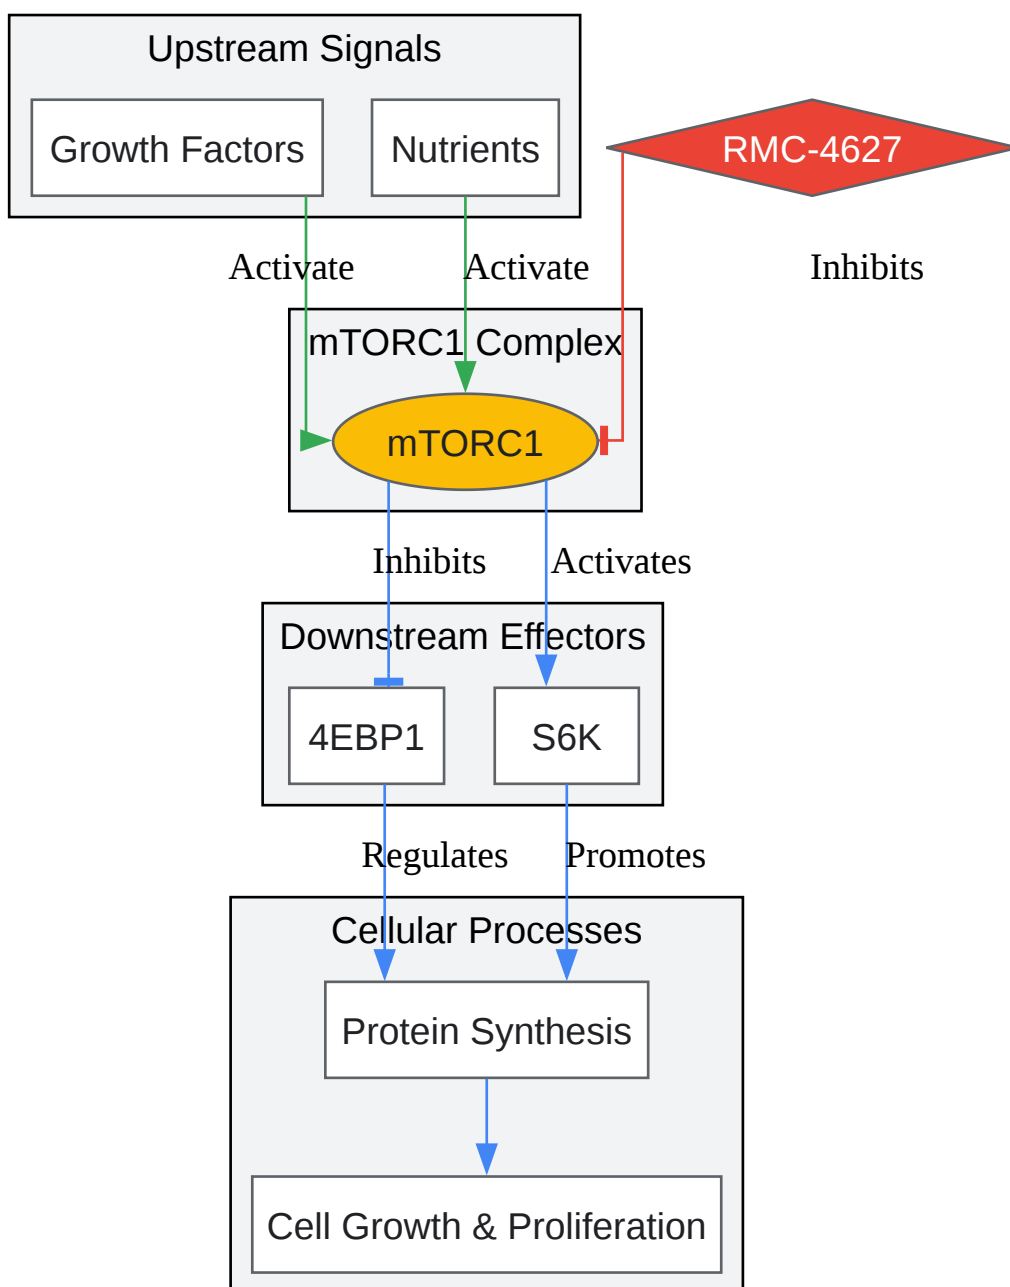 Upstream Signals
Growth Factors
Nutrients
RMC-4627
Activate
Activate
Inhibits
mTORC1 Complex
mTORC1
Inhibits
Activates
Downstream Effectors
4EBP1
S6K
Regulates
Promotes
Cellular Processes
Protein Synthesis
Cell Growth & Proliferation